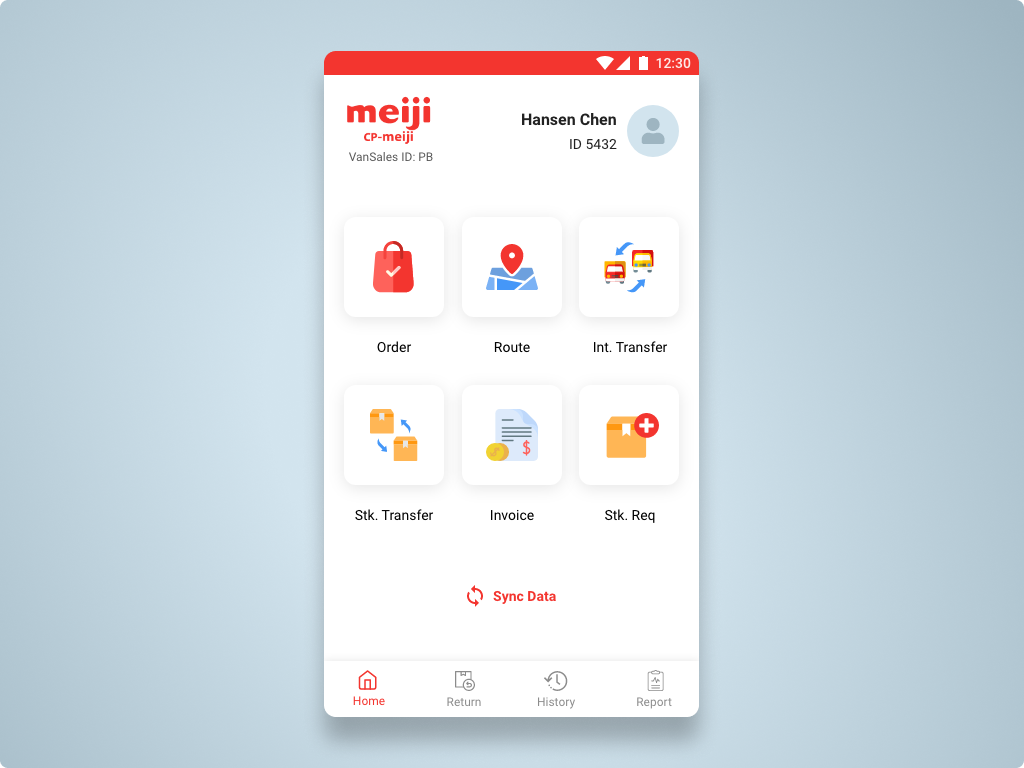 12:30
meiji
CP-meiji
VanSales ID: PB
Hansen Chen
ID 5432
Order
Route
Int. Transfer
$
Stk. Transfer
Invoice
Stk. Req
Sync Data
Home
Return
History
Report